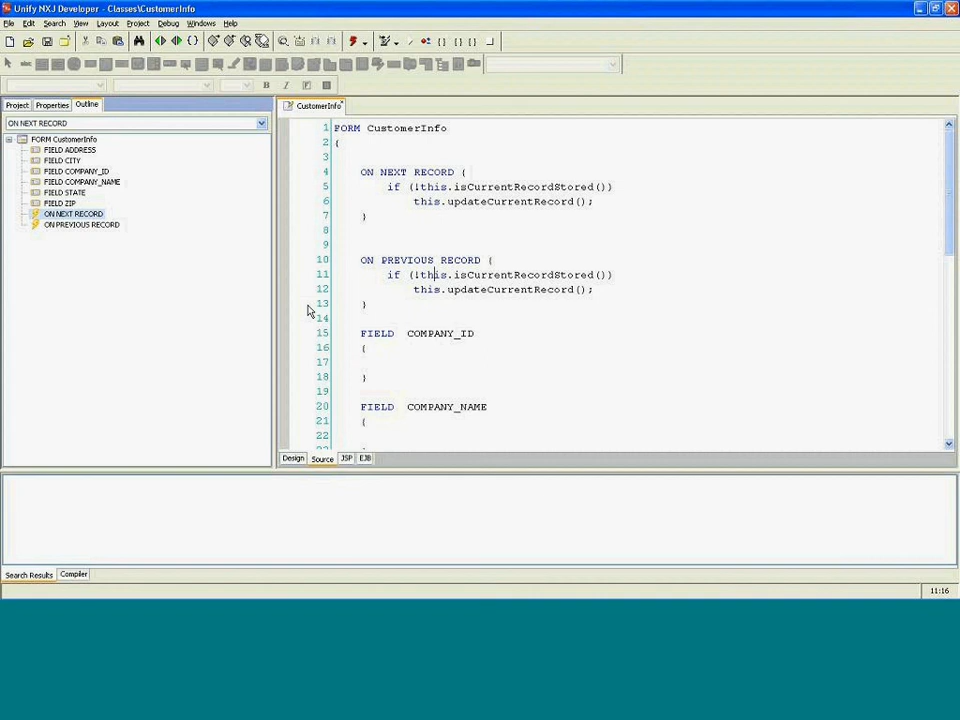 Unify NXJ Developer - Classes\CustomerInfo
File Edit Search View Layout Project Debug Windows Help
Project Properties Outline
CustomerInfo
ON NEXT RECORD
FORM CustomerInfo
FIELD ADDRESS
FIELD CITY
FIELD COMPANY_ID
FIELD COMPANY_NAME
FIELD STATE
FIELD ZIP
ON NEXT RECORD
ON PREVIOUS RECORD
1 FORM CustomerInfo
2 {
3
4 ON NEXT RECORD {
5 if (!this.isCurrentRecordStored())
6 this.updateCurrentRecord();
7 }
8
9
10 ON PREVIOUS RECORD {
11 if (!this.isCurrentRecordStored())
12 this.updateCurrentRecord();
13 }
14
15 FIELD COMPANY_ID
16 {
17
18 }
19
20 FIELD COMPANY_NAME
21 {
22
Design Source JSP EJB
Search Results Compiler
11:16